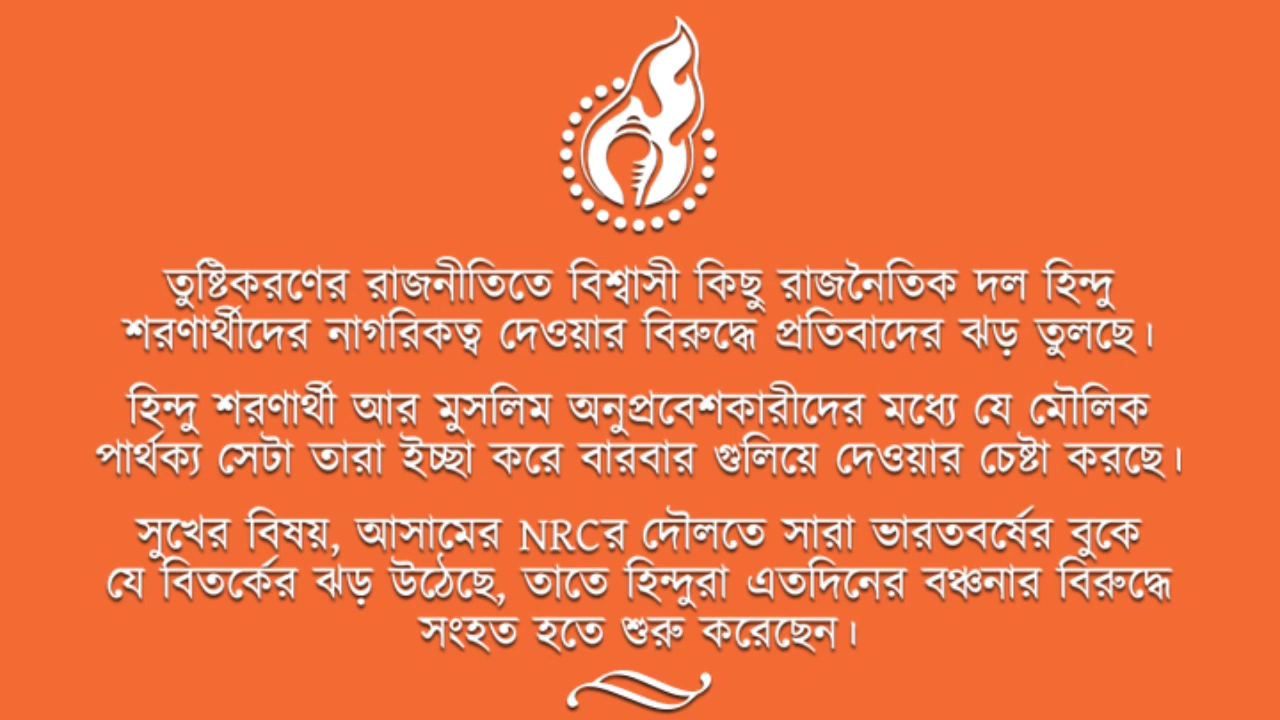 তুষ্টিকরণের রাজনীতিতে বিশ্বাসী কিছু রাজনৈতিক দল হিন্দু
শরণার্থীদের নাগরিকত্ব দেওয়ার বিরুদ্ধে প্রতিবাদের ঝড় তুলছে।
হিন্দু শরণার্থী আর মুসলিম অনুপ্রবেশকারীদের মধ্যে যে মৌলিক
পার্থক্য সেটা তারা ইচ্ছা করে বারবার গুলিয়ে দেওয়ার চেষ্টা করছে।
সুখের বিষয়, আসামের NRCর দৌলতে সারা ভারতবর্ষের বুকে
যে বিতর্কের ঝড় উঠেছে, তাতে হিন্দুরা এতদিনের বঞ্চনার বিরুদ্ধে
সংহত হতে শুরু করেছেন।